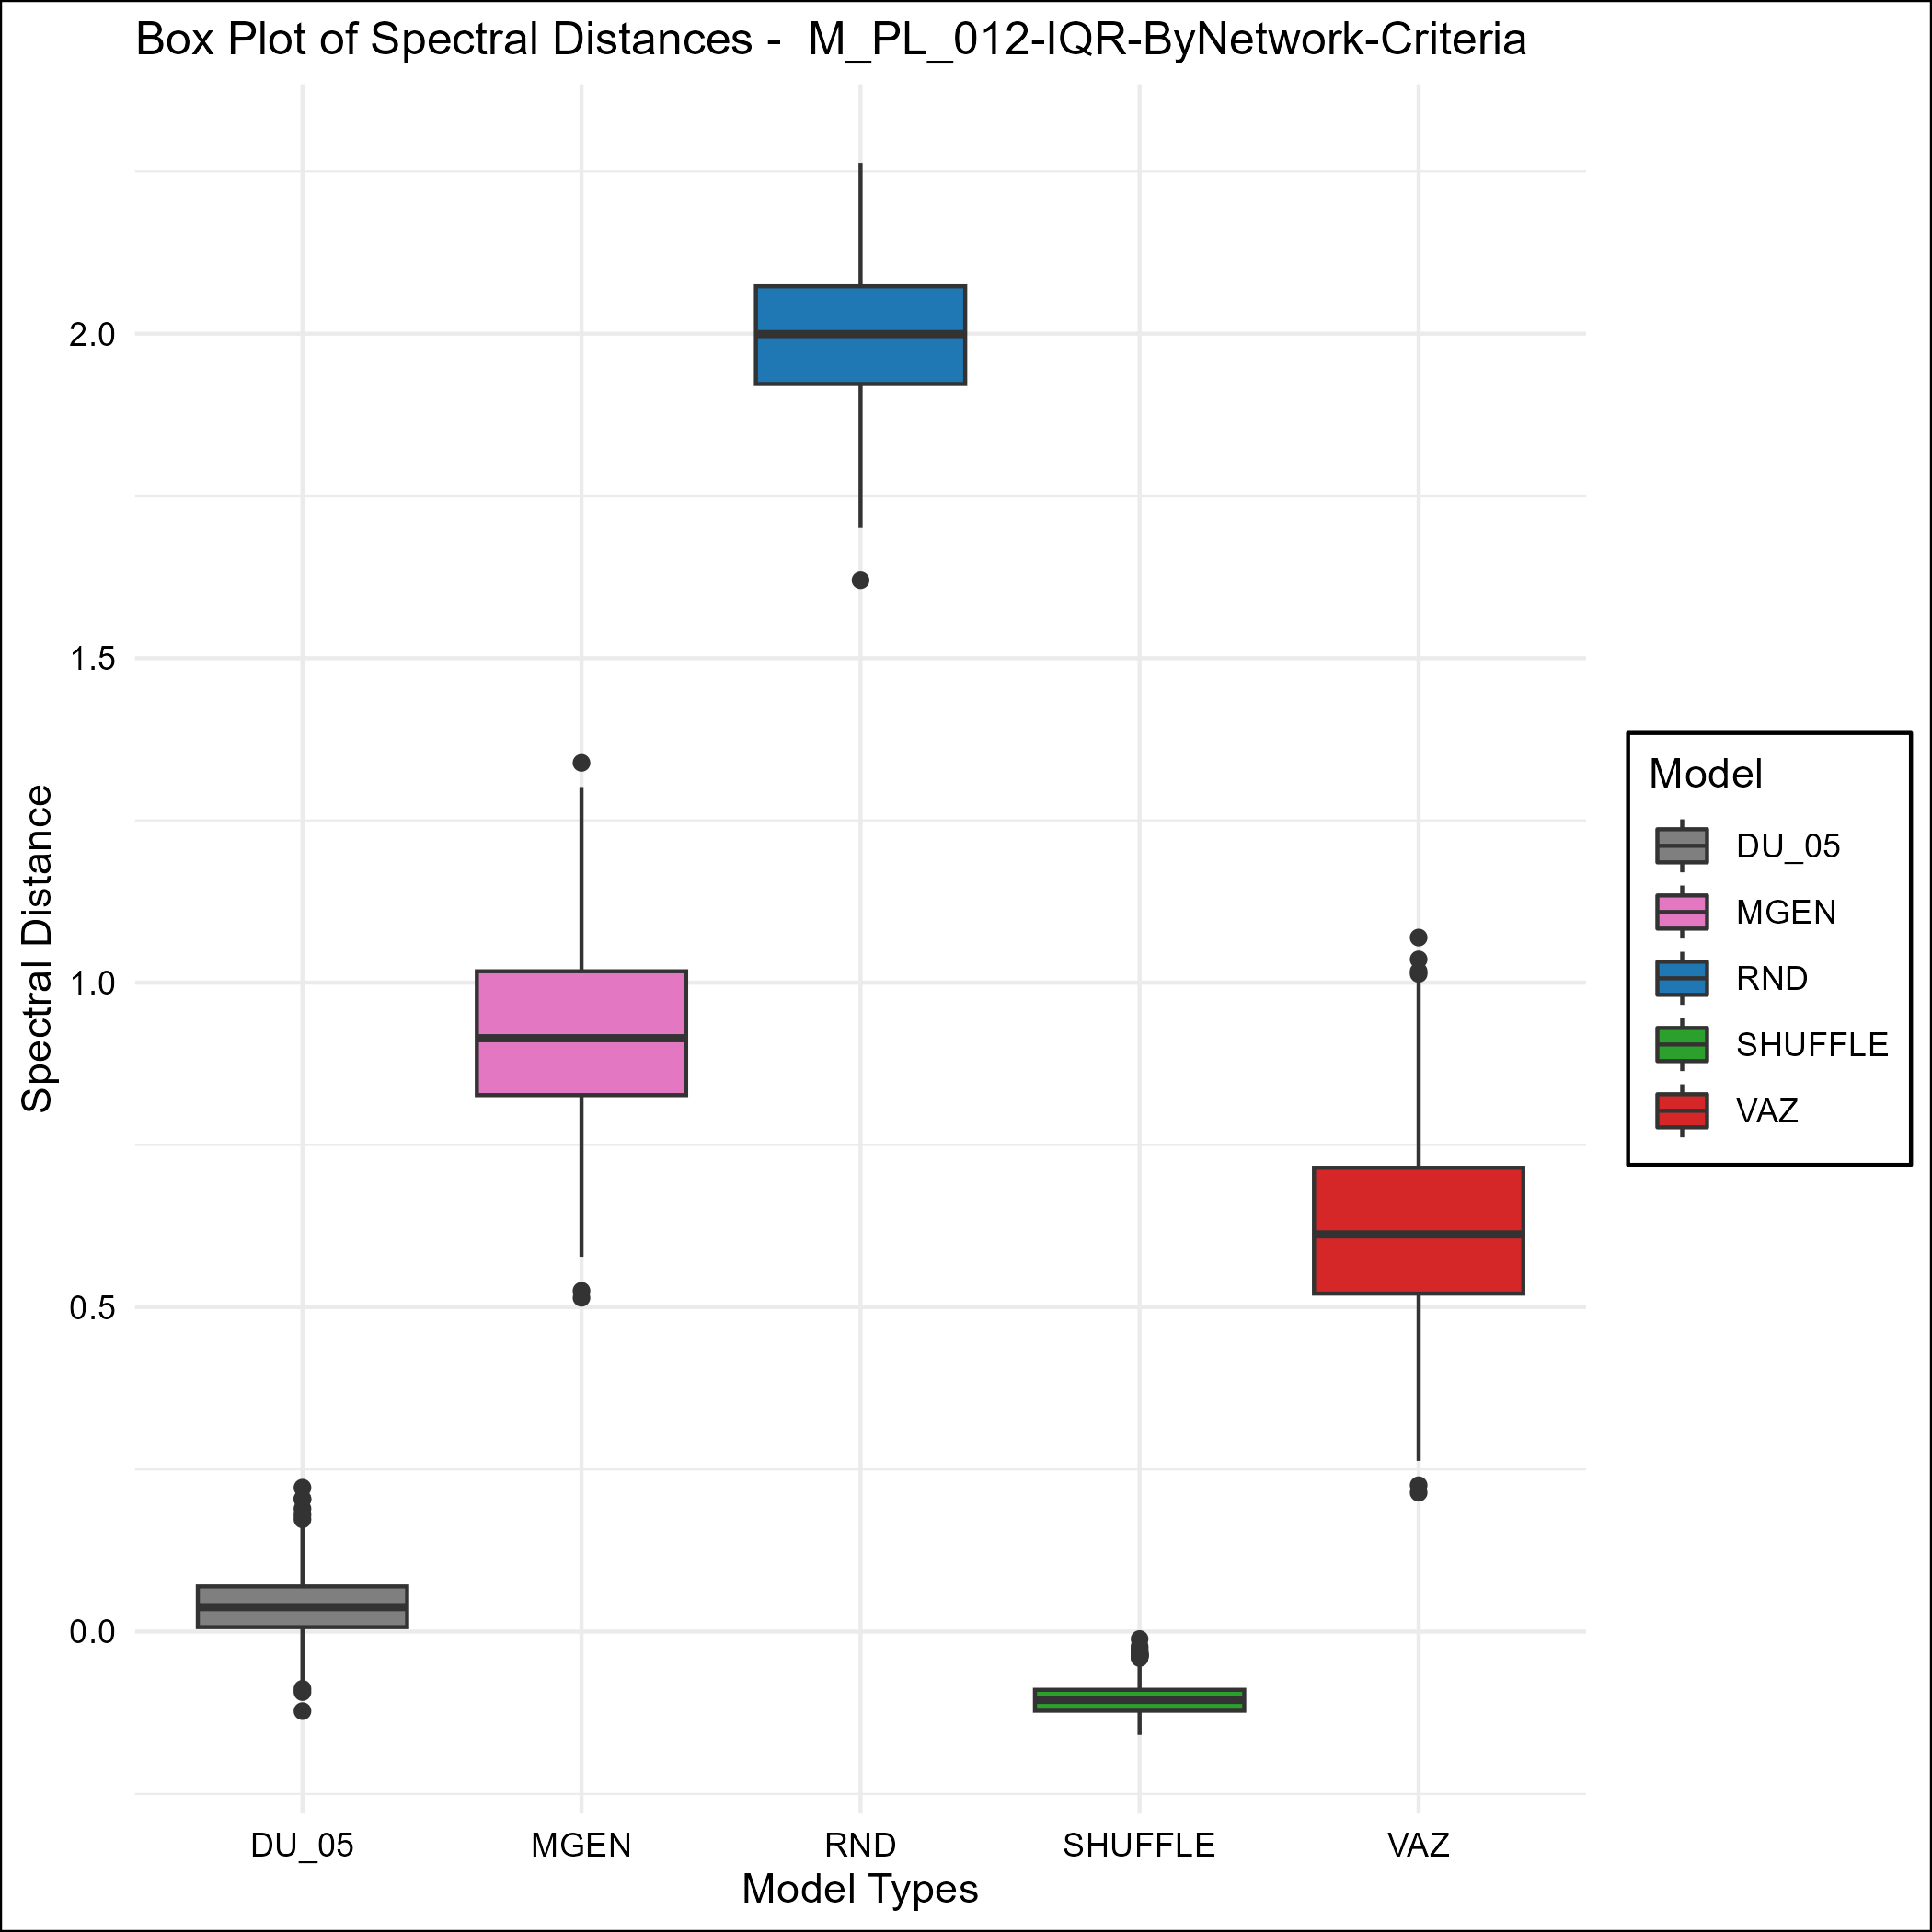 Box Plot of Spectral Distances -  M_PL_012-IQR-ByNetwork-Criteria
Spectral Distance
2.0
1.5
1.0
0.5
0.0
DU_05
MGEN
RND
SHUFFLE
VAZ
Model Types
Model
DU_05
MGEN
RND
SHUFFLE
VAZ